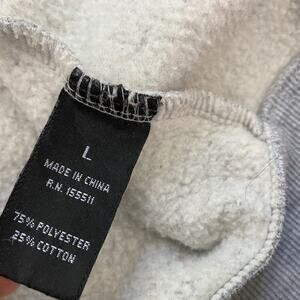 L
MADE IN CHINA
R.N. 155511
75% POLYESTER
25% COTTON